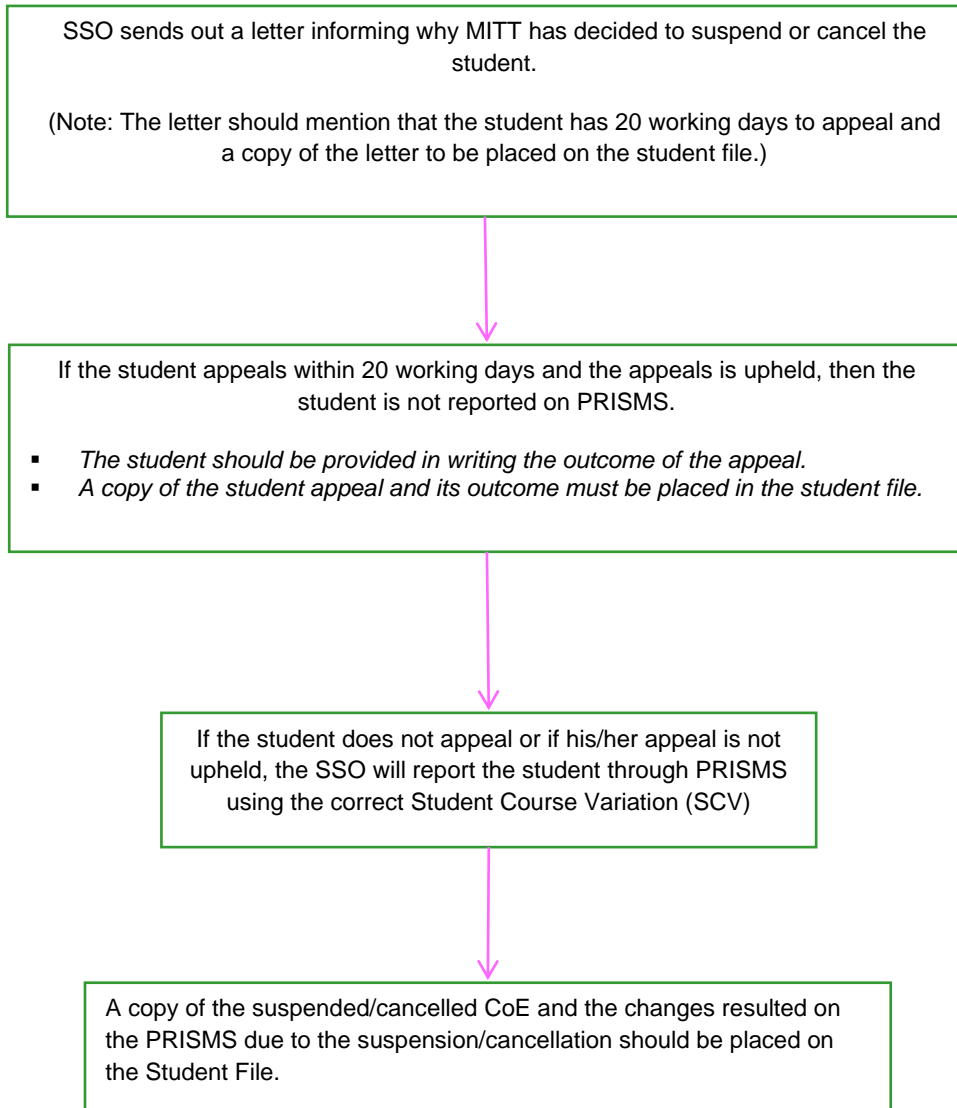 SSO sends out a letter informing why MITT has decided to suspend or cancel the
student.
(Note: The letter should mention that the student has 20 working days to appeal and
a copy of the letter to be placed on the student file.)
If the student appeals within 20 working days and the appeals is upheld, then the
student is not reported on PRISMS.
▪ The student should be provided in writing the outcome of the appeal.
▪ A copy of the student appeal and its outcome must be placed in the student file.
If the student does not appeal or if his/her appeal is not
upheld, the SSO will report the student through PRISMS
using the correct Student Course Variation (SCV)
A copy of the suspended/cancelled CoE and the changes resulted on
the PRISMS due to the suspension/cancellation should be placed on
the Student File.